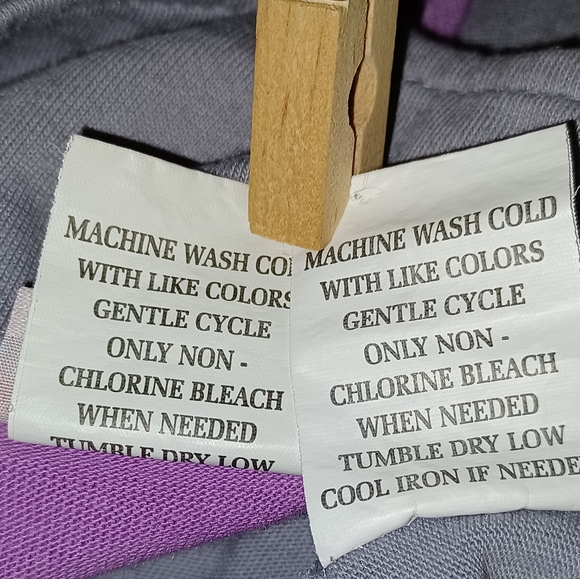 MACHINE WASH CO
WITH LIKE COLORS
GENTLE CYCLE
ONLY NON -
CHLORINE BLEACH
WHEN NEEDED
TUMBLE DRY LOW
MACHINE WASH COLD
WITH LIKE COLORS
GENTLE CYCLE
ONLY NON -
CHLORINE BLEACH
WHEN NEEDED
TUMBLE DRY LOW
COOL IRON IF NEEDE